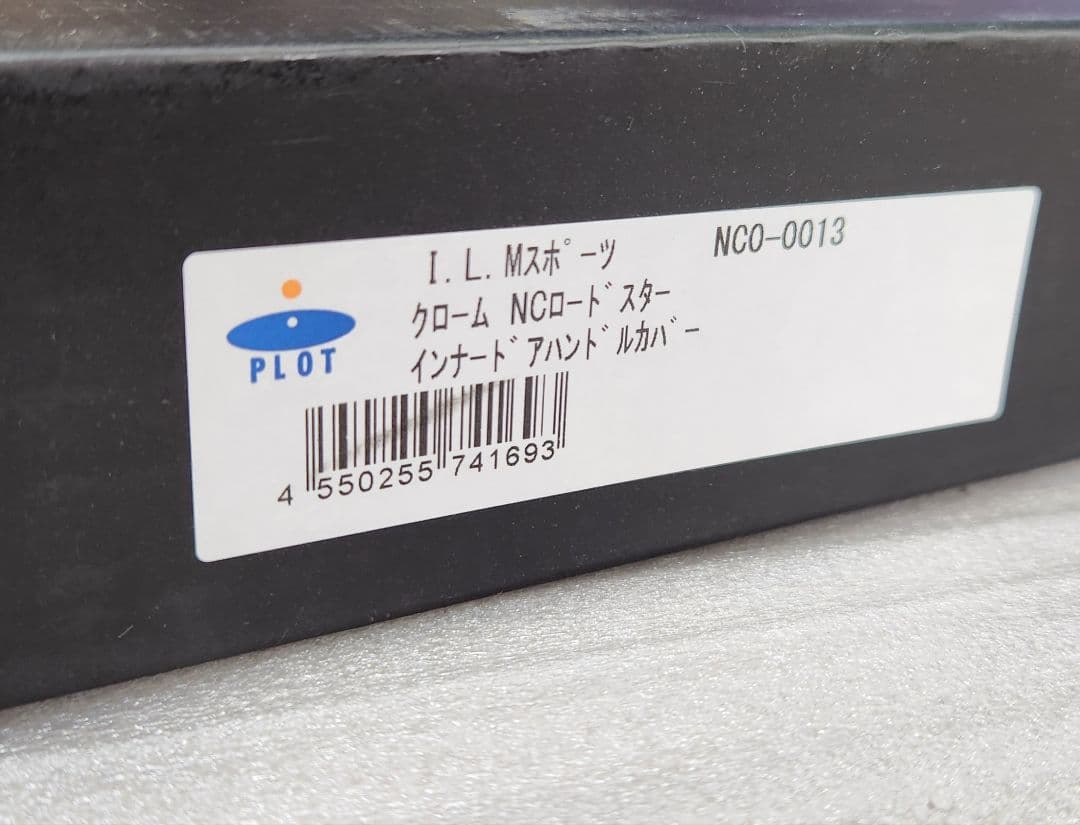 I.L.Mスポーツ NCO-0013
クローム NCロードスター
インナードアハンドルカバー
PLOT
4 550255 741693